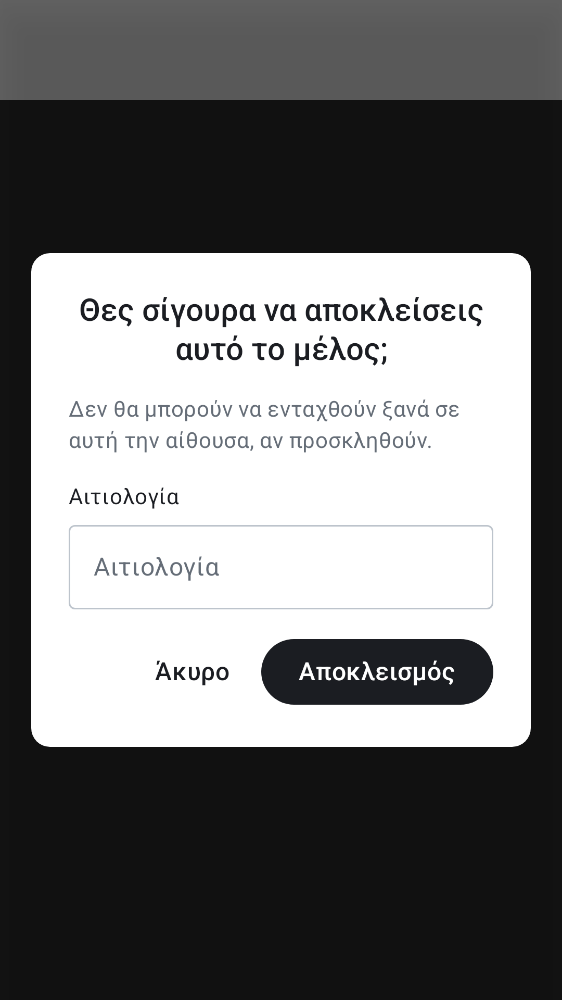 Θες σίγουρα να αποκλείσεις
αυτό το μέλος;
Δεν θα μπορούν να ενταχθούν ξανά σε
αυτή την αίθουσα, αν προσκληθούν.
Αιτιολογία
Αιτιολογία
Άκυρο
Αποκλεισμός